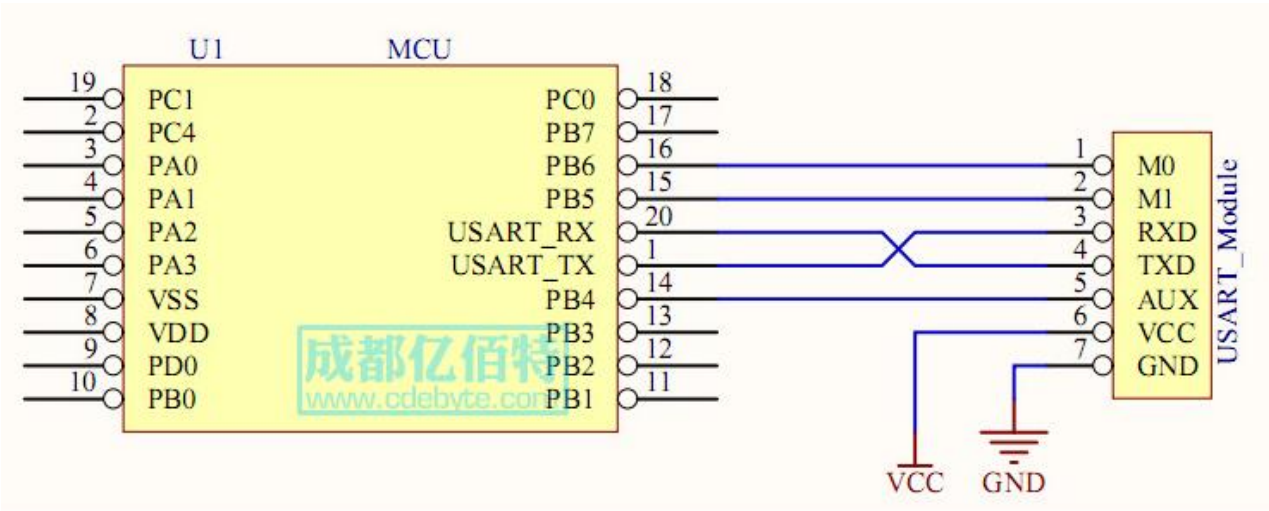 U1 MCU
19 PC1 PC0 18
2 PC4 PB7 17
3 PA0 PB6 16 1 M0
4 PA1 PB5 15 2 M1
5 PA2 USART_RX 20 3 RXD
6 PA3 USART_TX 1 4 TXD
7 VSS PB4 14 5 AUX
8 VDD PB3 13 6 VCC
9 PD0 PB2 12 7 GND
10 PB0 PB1 11
USART_Module
成都亿佰特
www.cdebyte.com
VCC GND